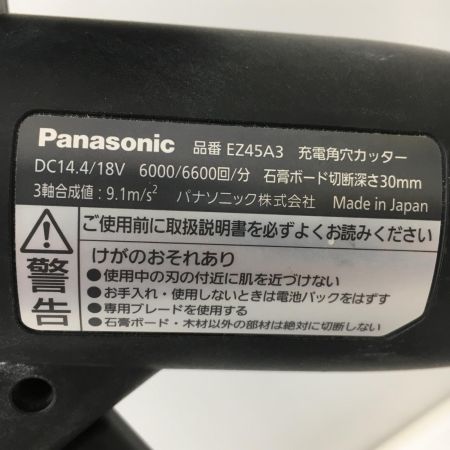 Panasonic 品番 EZ45A3 充電角穴カッター
DC14.4/18V 6000/6600回/分 石膏ボード切断深さ30mm
3軸合成値：9.1m/s² パナソニック株式会社 Made in Japan
ご使用前に取扱説明書を必ずよくお読みください
警告
けがのおそれあり
●使用中の刃の付近に肌を近づけない
●お手入れ・使用しないときは電池パックをはずす
●専用ブレードを使用する
●石膏ボード・木材以外の部材は絶対に切断しない